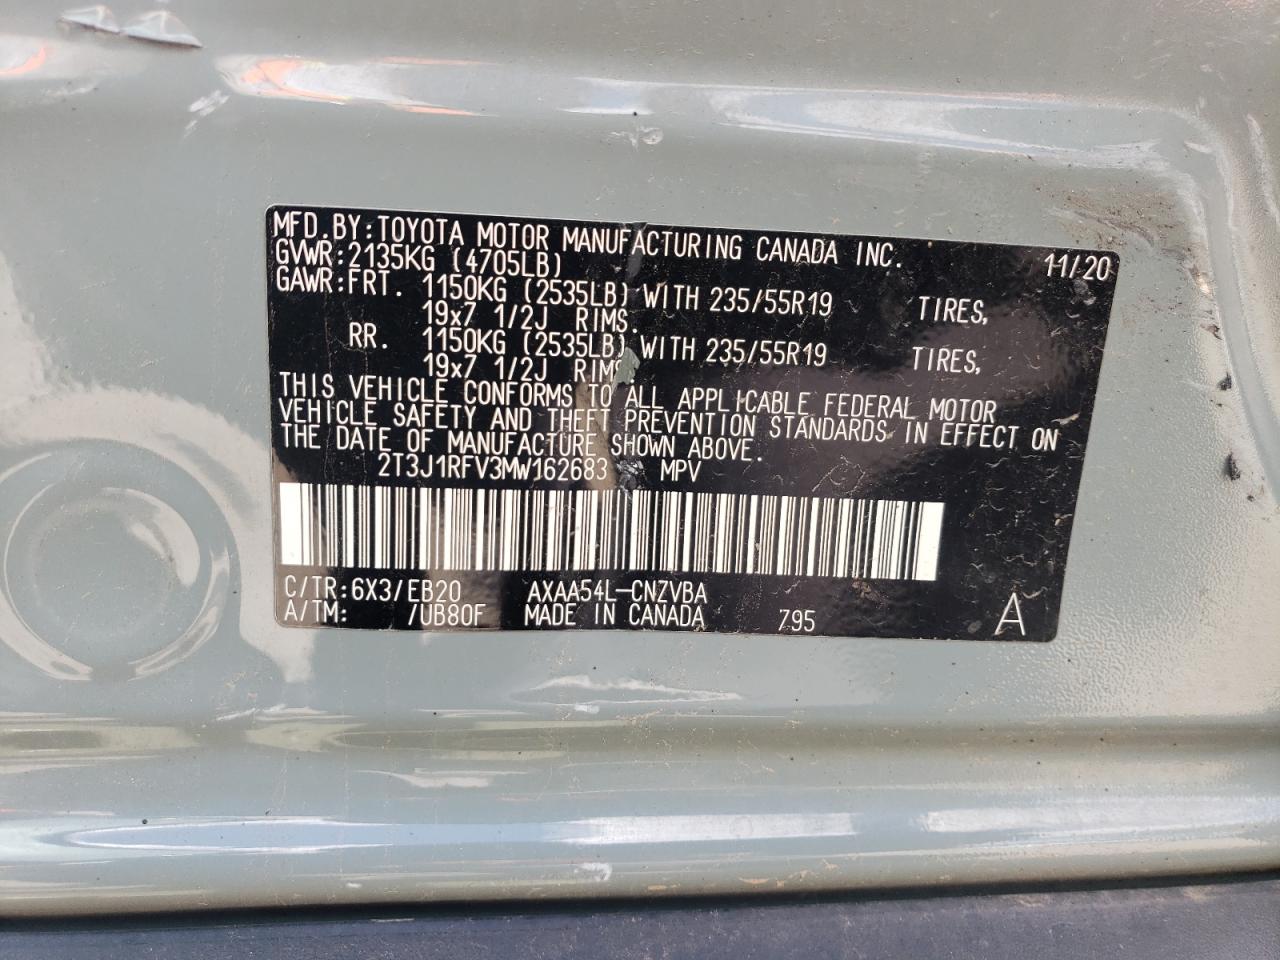 MFD.BY:TOYOTA MOTOR MANUFACTURING CANADA INC. 11/20
GVWR:2135KG (4705LB)
GAWR:FRT. 1150KG (2535LB) WITH 235/55R19 TIRES,
19x7 1/2J RIMS.
RR. 1150KG (2535LB) WITH 235/55R19 TIRES,
19x7 1/2J RIMS
THIS VEHICLE CONFORMS TO ALL APPLICABLE FEDERAL MOTOR
VEHICLE SAFETY AND THEFT PREVENTION STANDARDS IN EFFECT ON
THE DATE OF MANUFACTURE SHOWN ABOVE.
2T3J1RFV3MW162683 MPV
C/TR:6X3/EB20 AXAA54L-CNZVBA
A/TM: /UB80F MADE IN CANADA 795 A